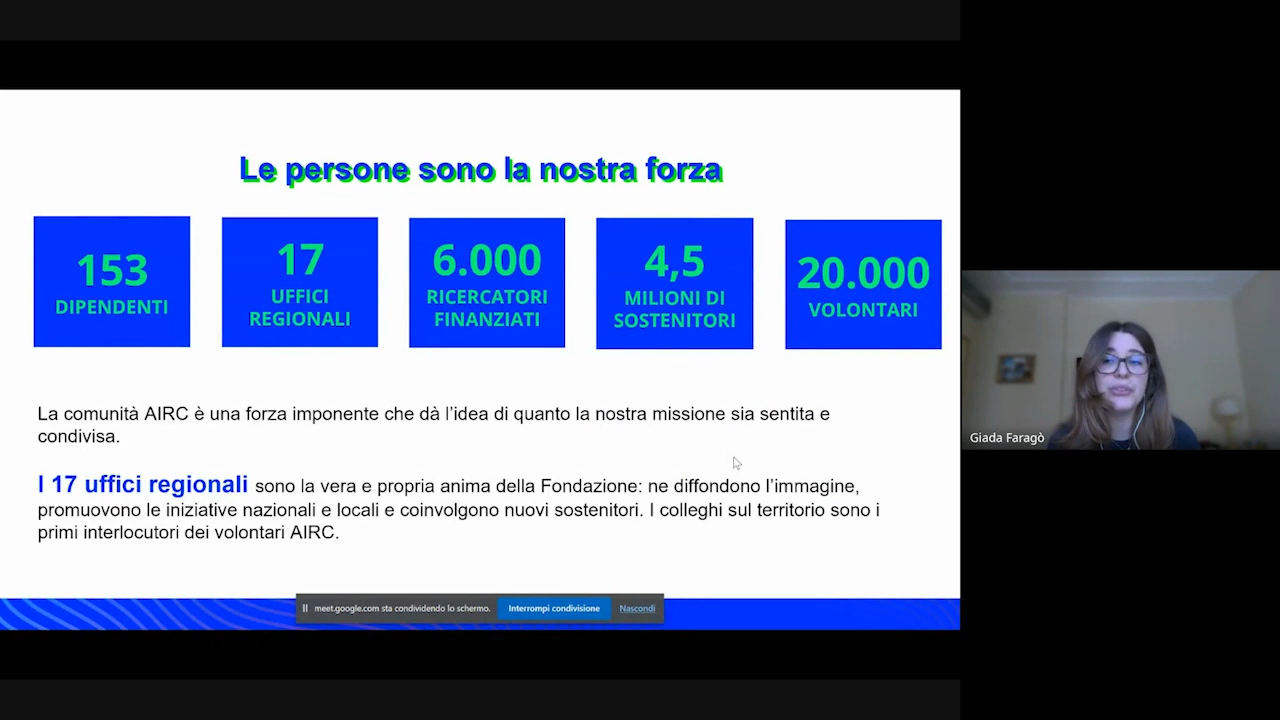 Le persone sono la nostra forza
153
DIPENDENTI
17
UFFICI
REGIONALI
6.000
RICERCATORI
FINANZIATI
4,5
MILIONI DI
SOSTENITORI
20.000
VOLONTARI
La comunità AIRC è una forza imponente che dà l’idea di quanto la nostra missione sia sentita e
condivisa.
I 17 uffici regionali sono la vera e propria anima della Fondazione: ne diffondono l’immagine,
promuovono le iniziative nazionali e locali e coinvolgono nuovi sostenitori. I colleghi sul territorio sono i
primi interlocutori dei volontari AIRC.
meet.google.com sta condividendo lo schermo.
Interrompi condivisione
Nascondi
Giada Faragò